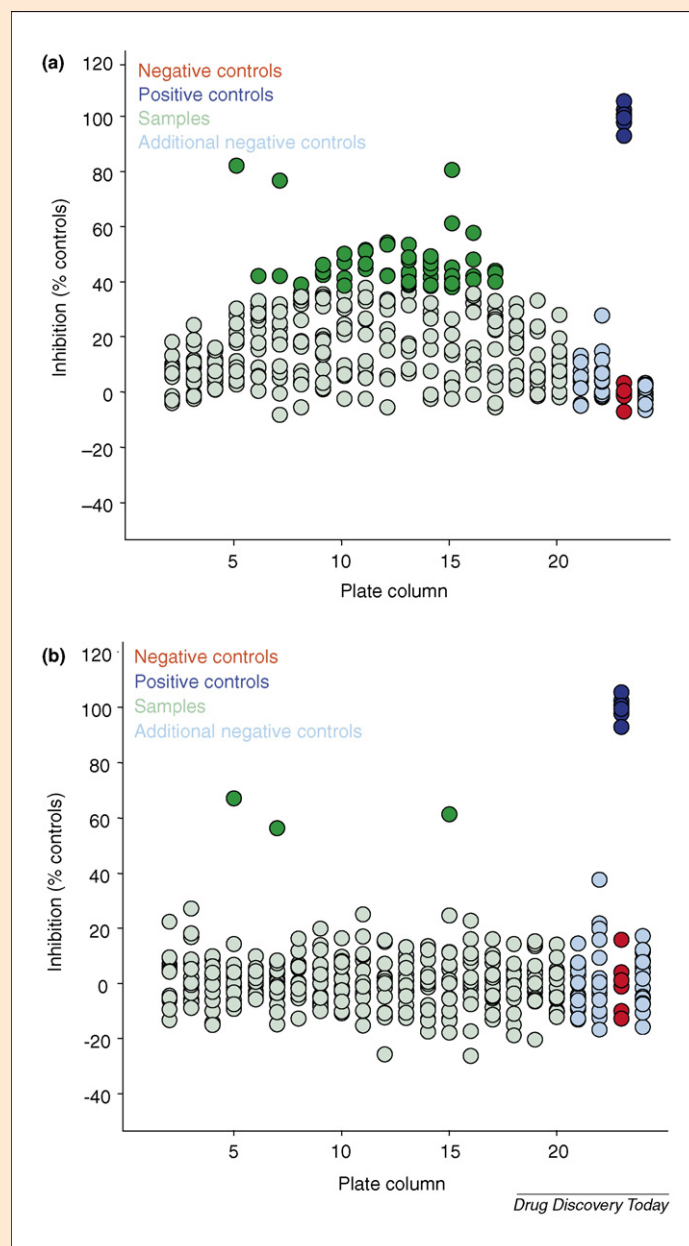 (a)
120
100
80
60
40
20
0
–20
–40
Negative controls
Positive controls
Samples
Additional negative controls
Inhibition (% controls)
5 10 15 20
Plate column
(b)
120
100
80
60
40
20
0
-20
-40
Negative controls
Positive controls
Samples
Additional negative controls
Inhibition (% controls)
5 10 15 20
Plate column
Drug Discovery Today